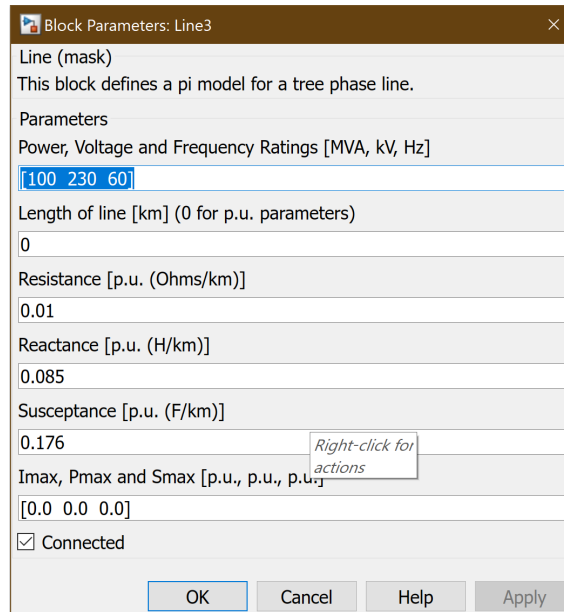 Block Parameters: Line3
Line (mask)
This block defines a pi model for a tree phase line.
Parameters
Power, Voltage and Frequency Ratings [MVA, kV, Hz]
[100  230  60]
Length of line [km] (0 for p.u. parameters)
0
Resistance [p.u. (Ohms/km)]
0.01
Reactance [p.u. (H/km)]
0.085
Susceptance [p.u. (F/km)]
0.176
Right-click for
actions
Imax, Pmax and Smax [p.u., p.u., p.u.]
[0.0  0.0  0.0]
Connected
OK Cancel Help Apply